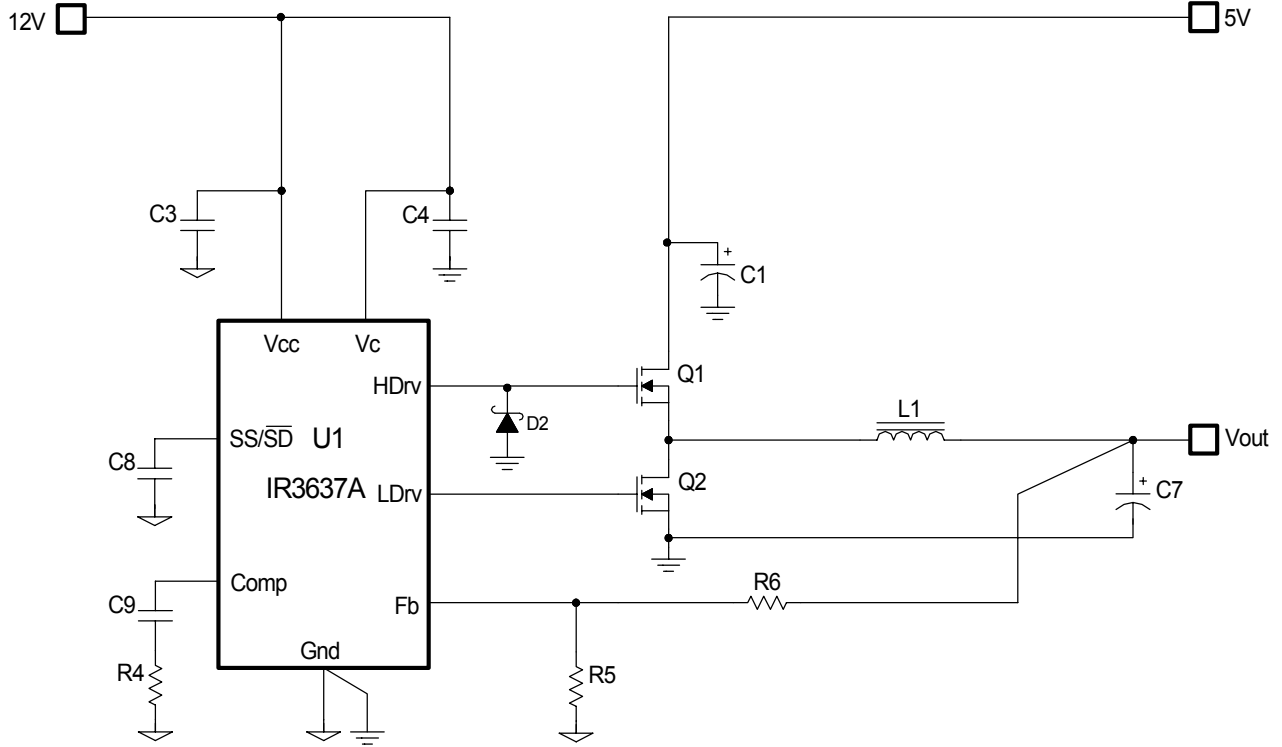 12V
5V
C3
C4
C1
Vcc
Vc
HDrv
Q1
D2
L1
SS/SD
U1
Vout
C8
IR3637A
LDrv
Q2
C7
Comp
R6
C9
Fb
Gnd
R4
R5
+
+